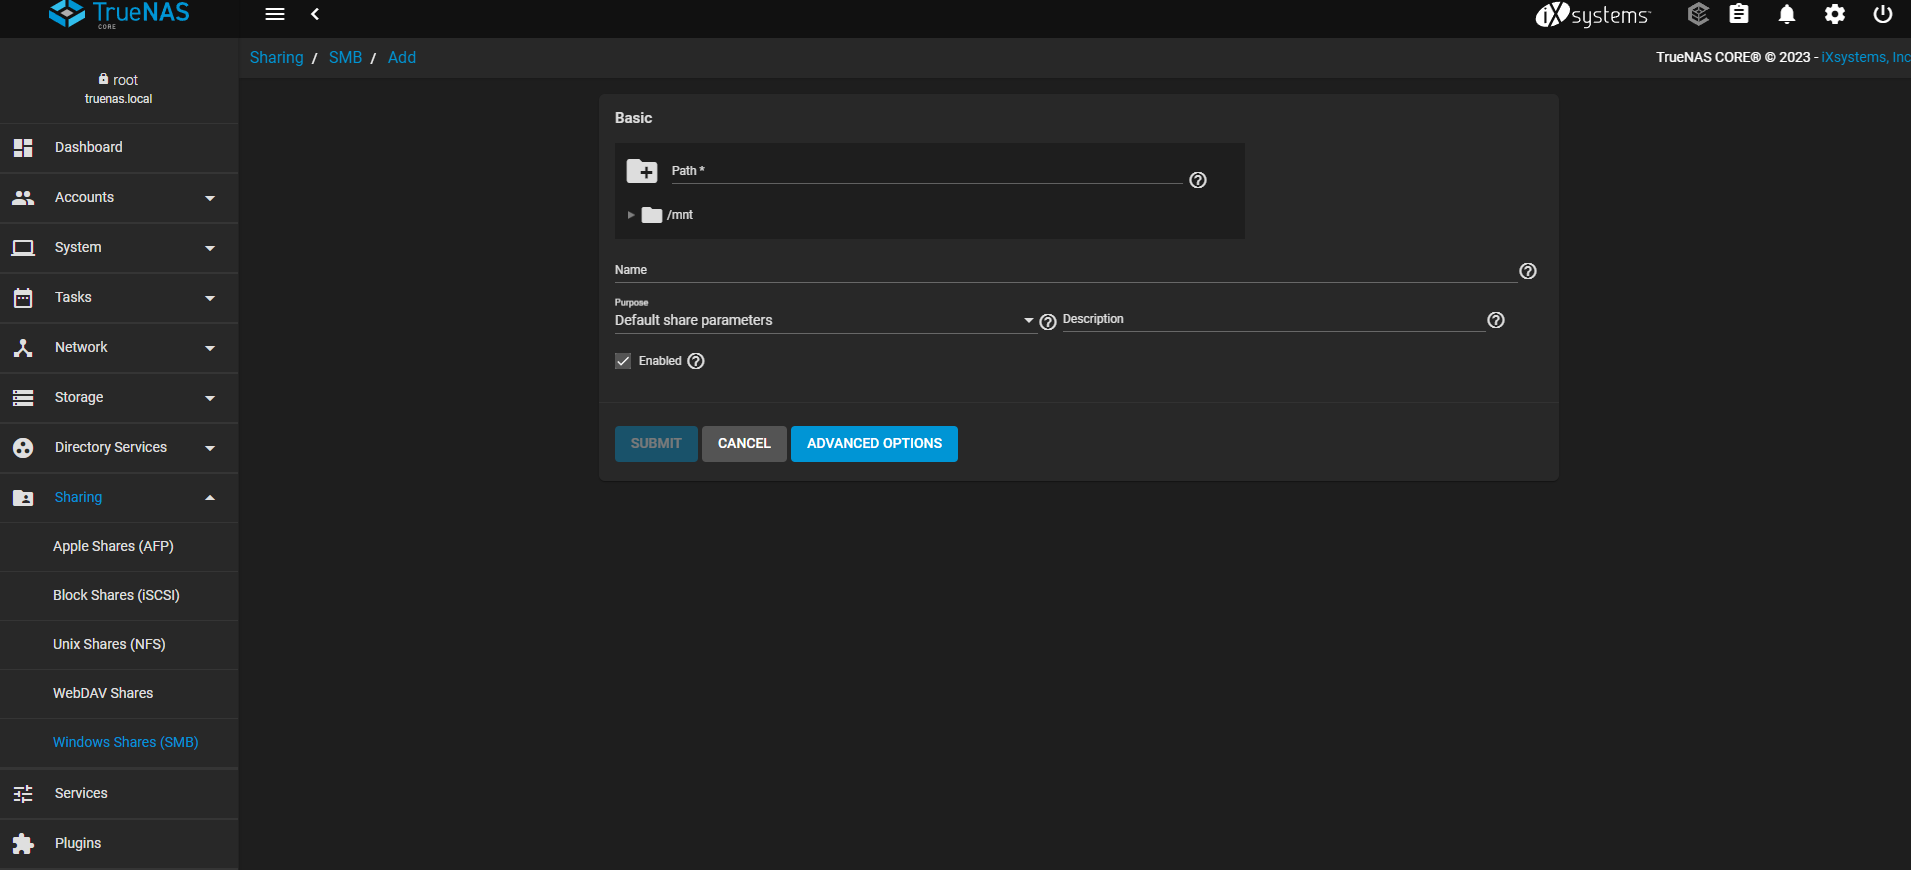 TrueNAS
CORE
iXsystems™
Sharing / SMB / Add
TrueNAS CORE® © 2023 - iXsystems, Inc
root
truenas.local
Dashboard
Accounts
System
Tasks
Network
Storage
Directory Services
Sharing
Apple Shares (AFP)
Block Shares (iSCSI)
Unix Shares (NFS)
WebDAV Shares
Windows Shares (SMB)
Services
Plugins
Basic
Path *
/mnt
Name
Purpose
Default share parameters
Description
Enabled
SUBMIT CANCEL ADVANCED OPTIONS